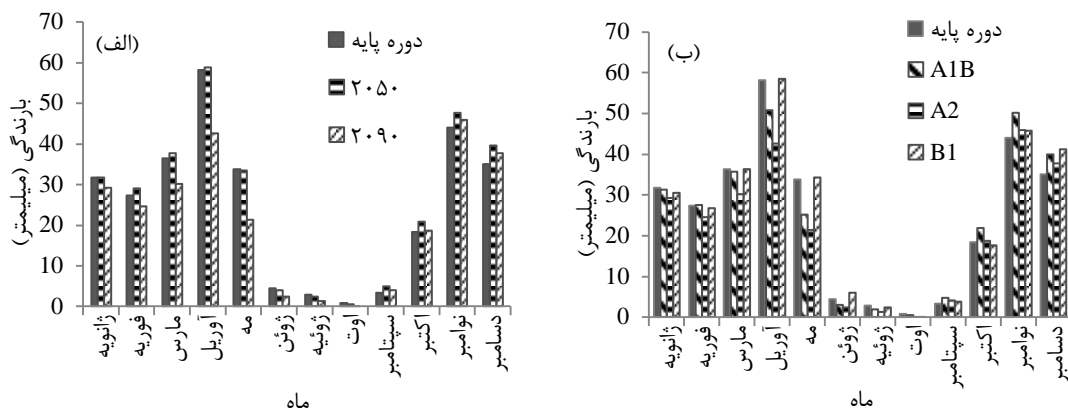 (الف)
دوره پایه
۲۰۵۰
۲۰۹۰
بارندگی (میلیمتر)
70
60
50
40
30
20
10
0
ژانویه
فوریه
مارس
آوریل
مه
ژوئن
ژوئیه
اوت
سپتامبر
اکتبر
نوامبر
دسامبر
ماه
(ب)
دوره پایه
A1B
A2
B1
بارندگی (میلیمتر)
70
60
50
40
30
20
10
0
ژانویه
فوریه
مارس
آوریل
مه
ژوئن
ژوئیه
اوت
سپتامبر
اکتبر
نوامبر
دسامبر
ماه